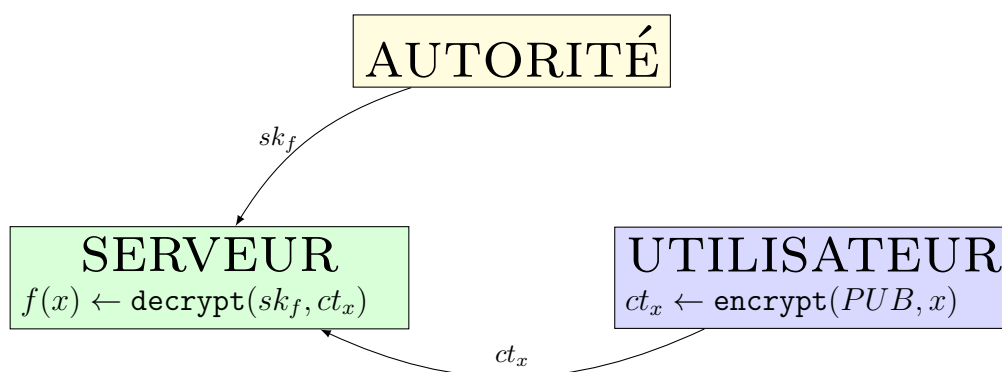 AUTORITÉ
sk_f
SERVEUR
f(x) ← decrypt(sk_f, ct_x)
UTILISATEUR
ct_x ← encrypt(PUB, x)
ct_x